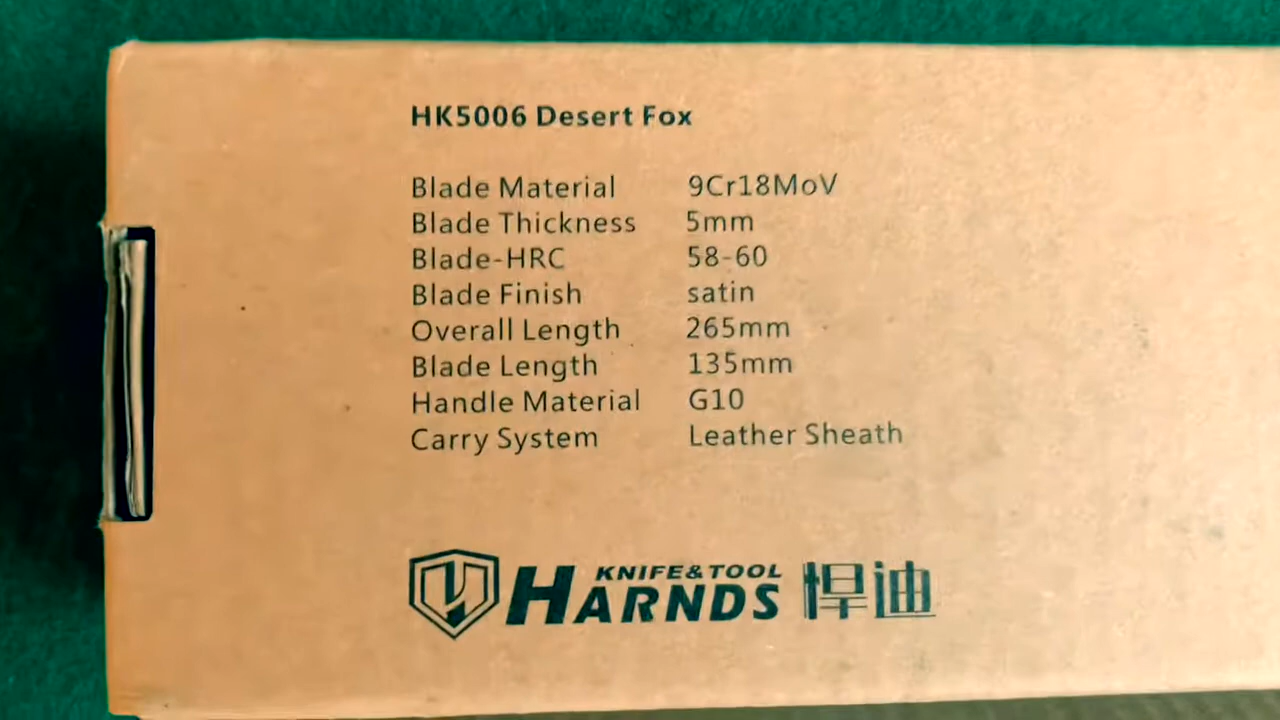 HK5006 Desert Fox
Blade Material 9Cr18MoV
Blade Thickness 5mm
Blade-HRC 58-60
Blade Finish satin
Overall Length 265mm
Blade Length 135mm
Handle Material G10
Carry System Leather Sheath
KNIFE&TOOL
HARNDS 悍迪